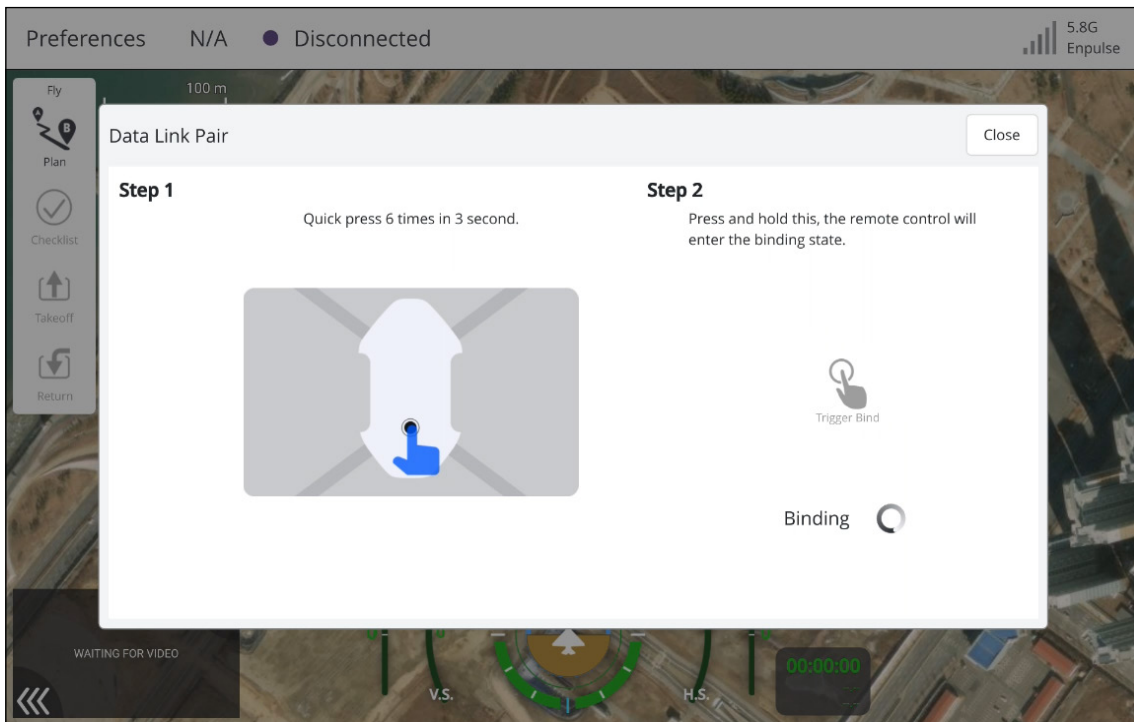 Preferences N/A Disconnected
5.8G
Enpulse
Fly
100 m
Plan
Checklist
Takeoff
Return
Data Link Pair
Close
Step 1
Quick press 6 times in 3 second.
Step 2
Press and hold this, the remote control will
enter the binding state.
Trigger Bind
Binding
WAITING FOR VIDEO
V.S.
H.S.
00:00:00